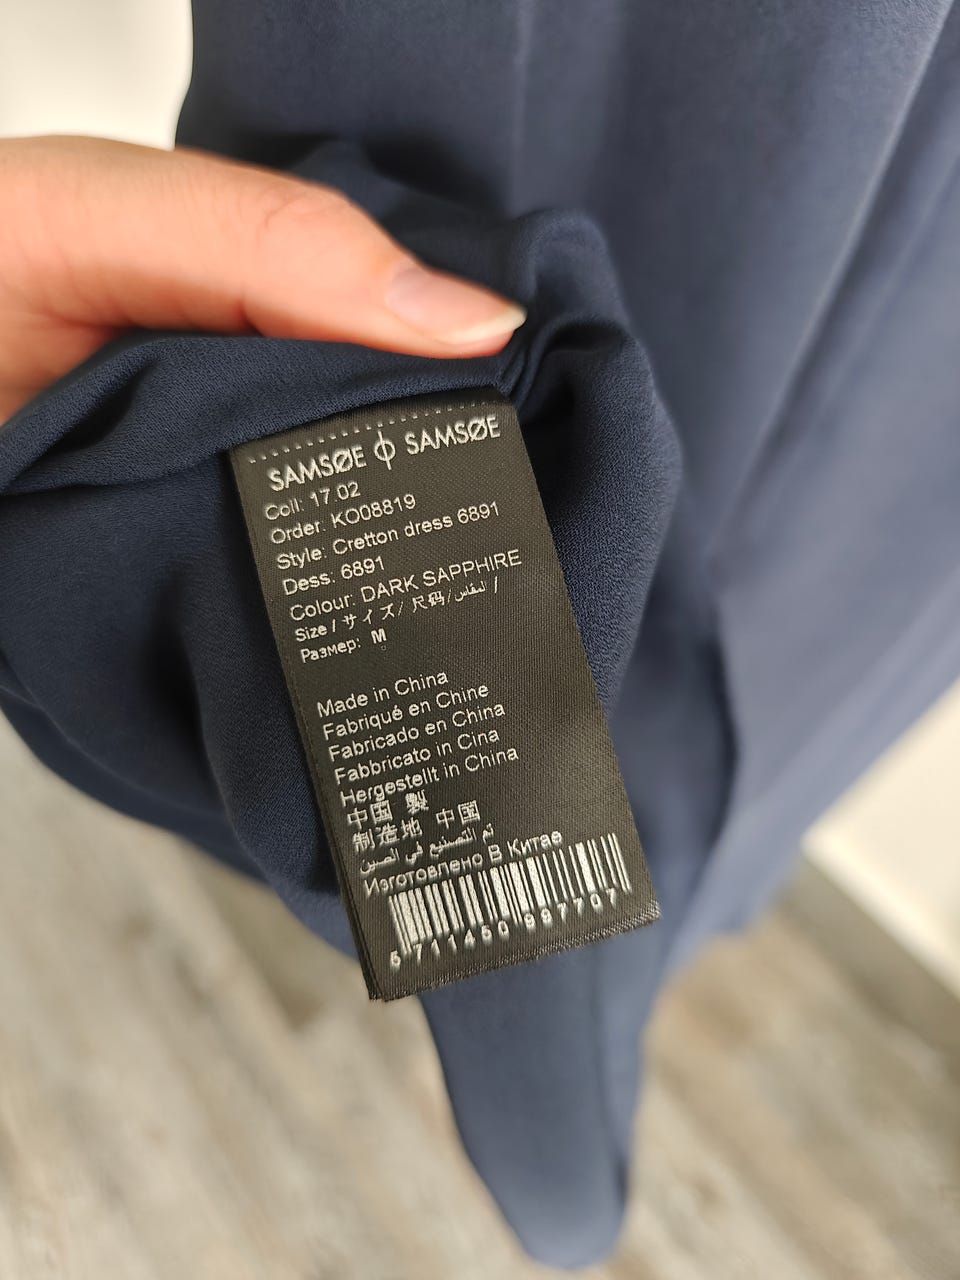 SAMSØE ϕ SAMSØE
Coll: 17.02
Order: KO08819
Style: Cretton dress 6891
Dess: 6891
Colour: DARK SAPPHIRE
Size / サイズ/ 尺码/ المقاس /
Размер: M
Made in China
Fabriqué en Chine
Fabricado en China
Fabbricato in Cina
Hergestellt in China
中国 製
制造地 中国
تم التصنيع في الصين
Изготовлено В Китае
5 711450 997707